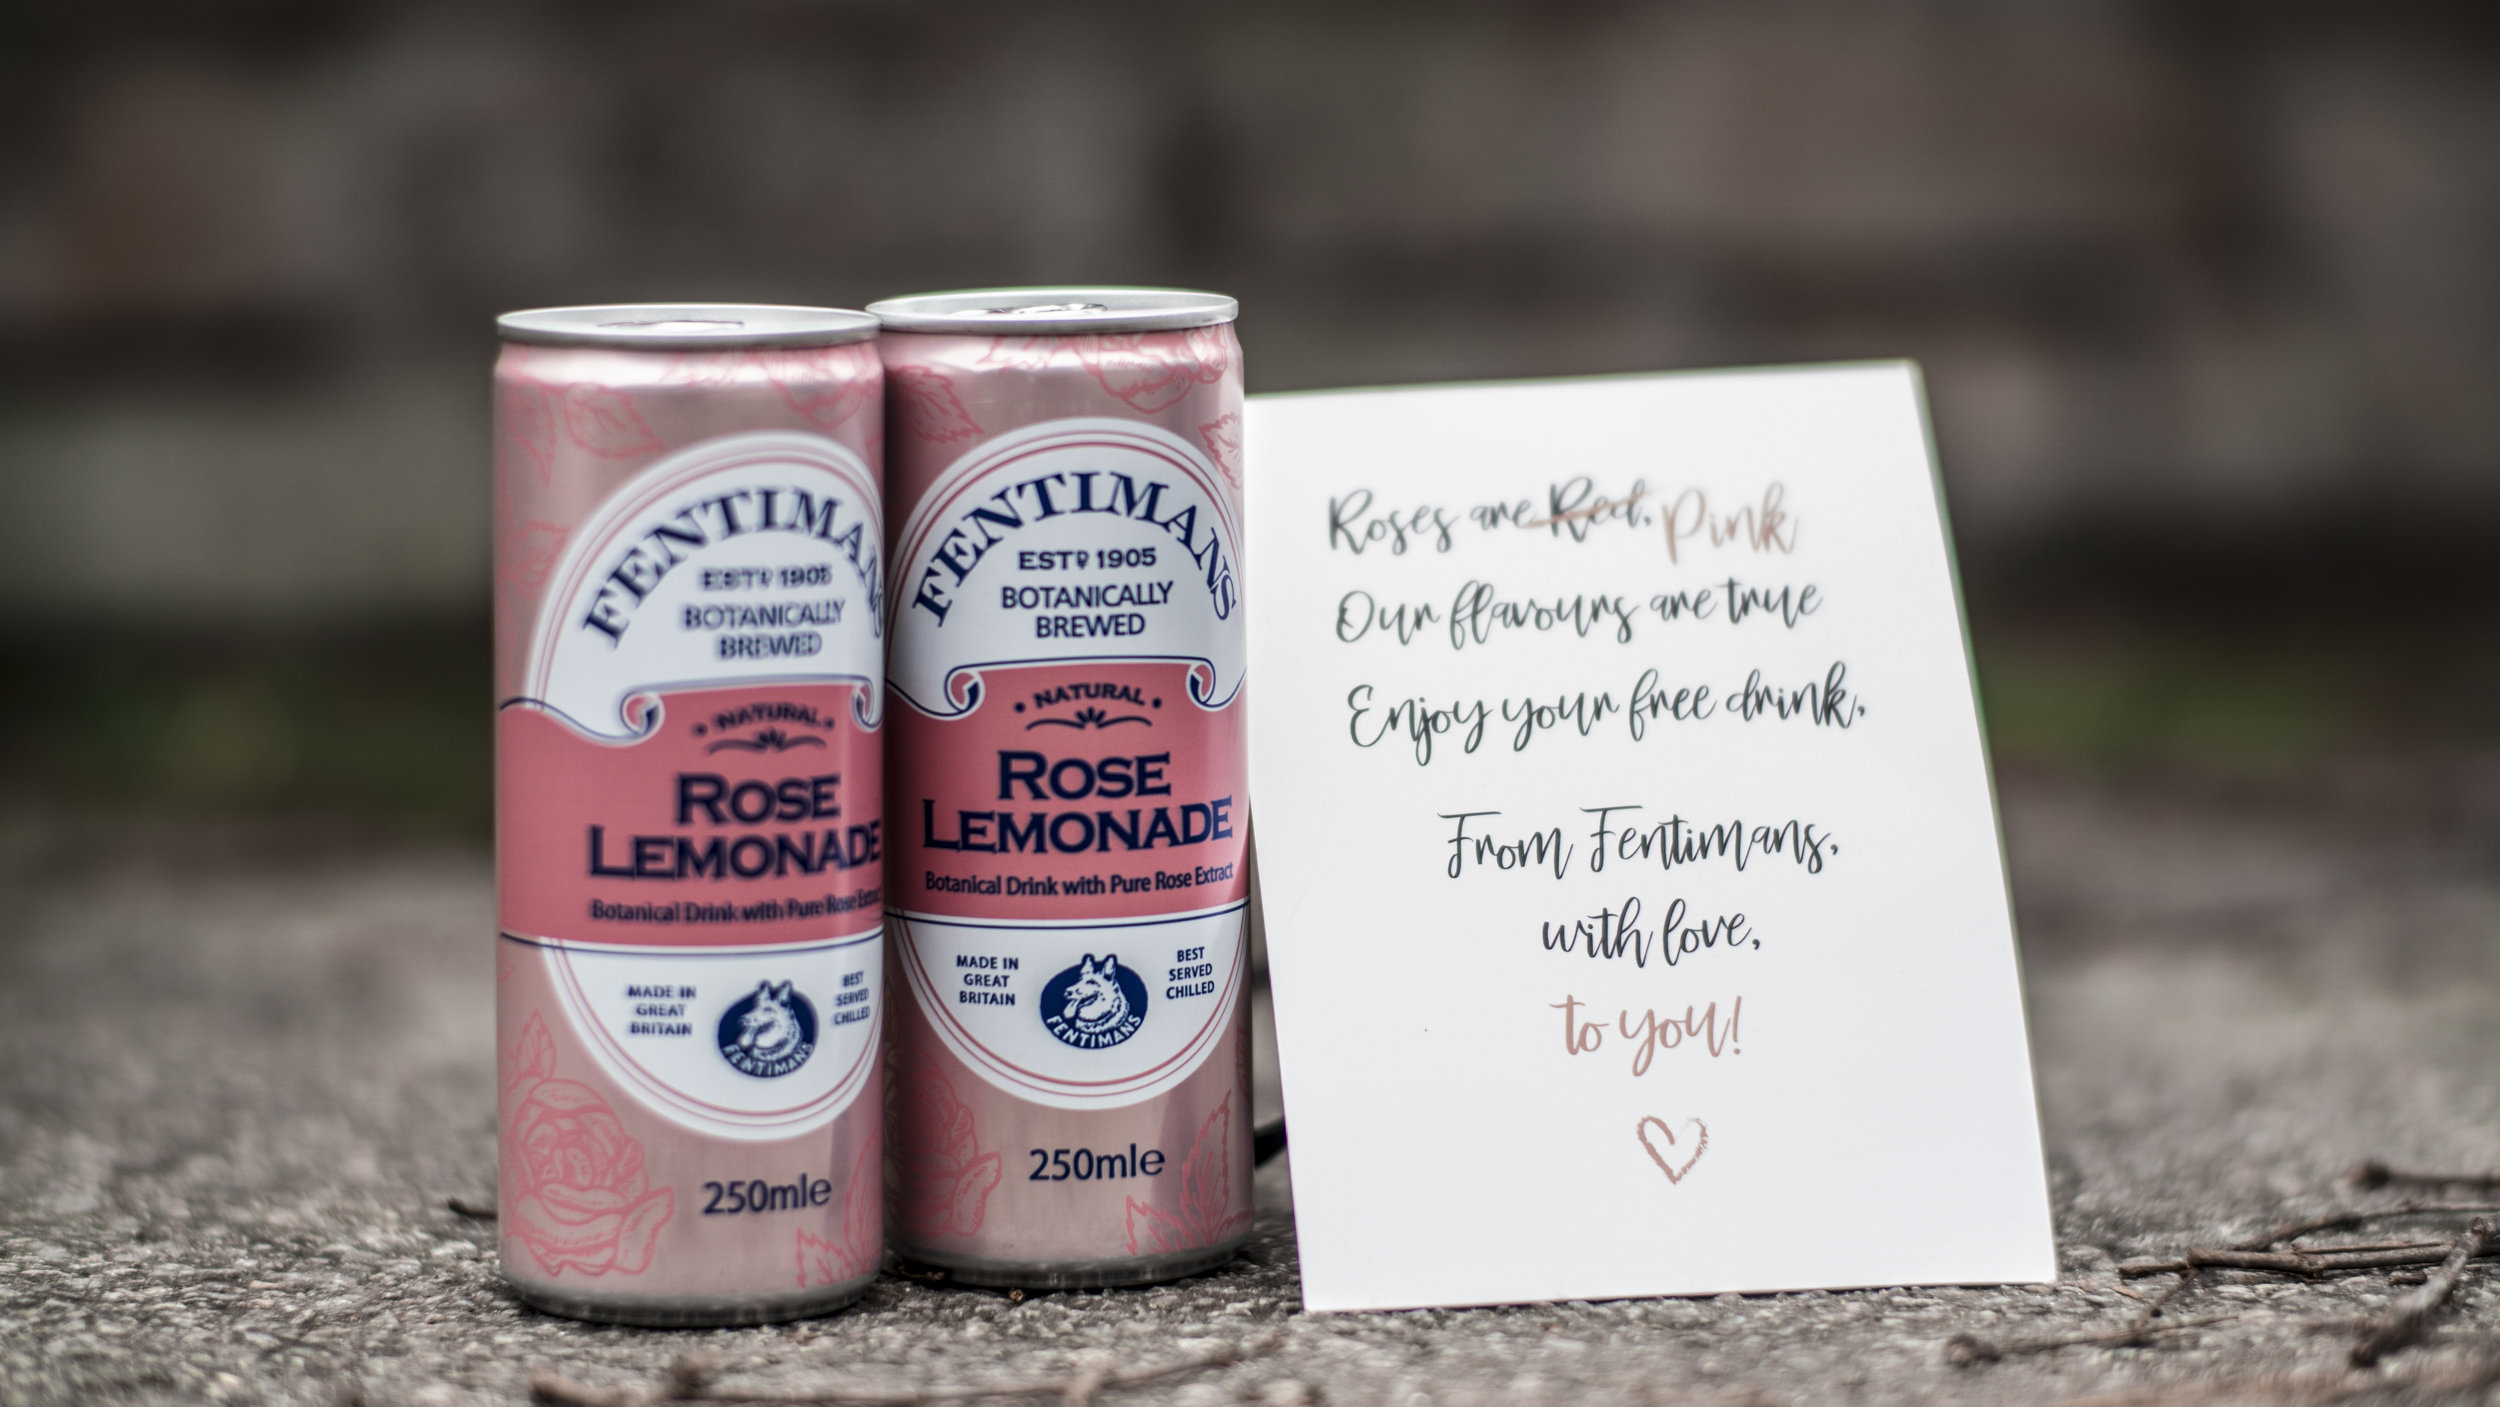 FENTIMANS
ESTD 1905
BOTANICALLY
BREWED
• NATURAL •
ROSE
LEMONADE
Botanical Drink with Pure Rose Extract
MADE IN
GREAT
BRITAIN
FENTIMANS
BEST
SERVED
CHILLED
250mle
FENTIMANS
ESTD 1905
BOTANICALLY
BREWED
• NATURAL •
ROSE
LEMONADE
Botanical Drink with Pure Rose Extract
MADE IN
GREAT
BRITAIN
FENTIMANS
BEST
SERVED
CHILLED
250mle
Roses are Red, Pink
Our flavours are true
Enjoy your free drink,
From Fentimans,
with love,
to you!